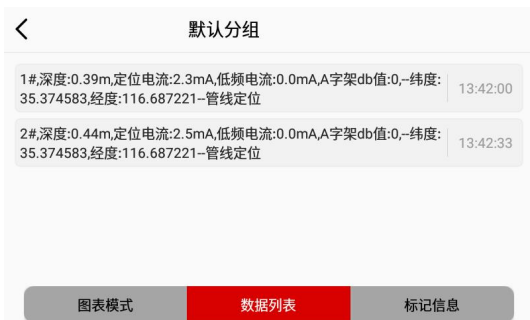 默认分组
1#,深度:0.39m,定位电流:2.3mA,低频电流:0.0mA,A字架db值:0,--纬度:
35.374583,经度:116.687221--管线定位
13:42:00
2#,深度:0.44m,定位电流:2.5mA,低频电流:0.0mA,A字架db值:0,--纬度:
35.374583,经度:116.687221--管线定位
13:42:33
图表模式
数据列表
标记信息